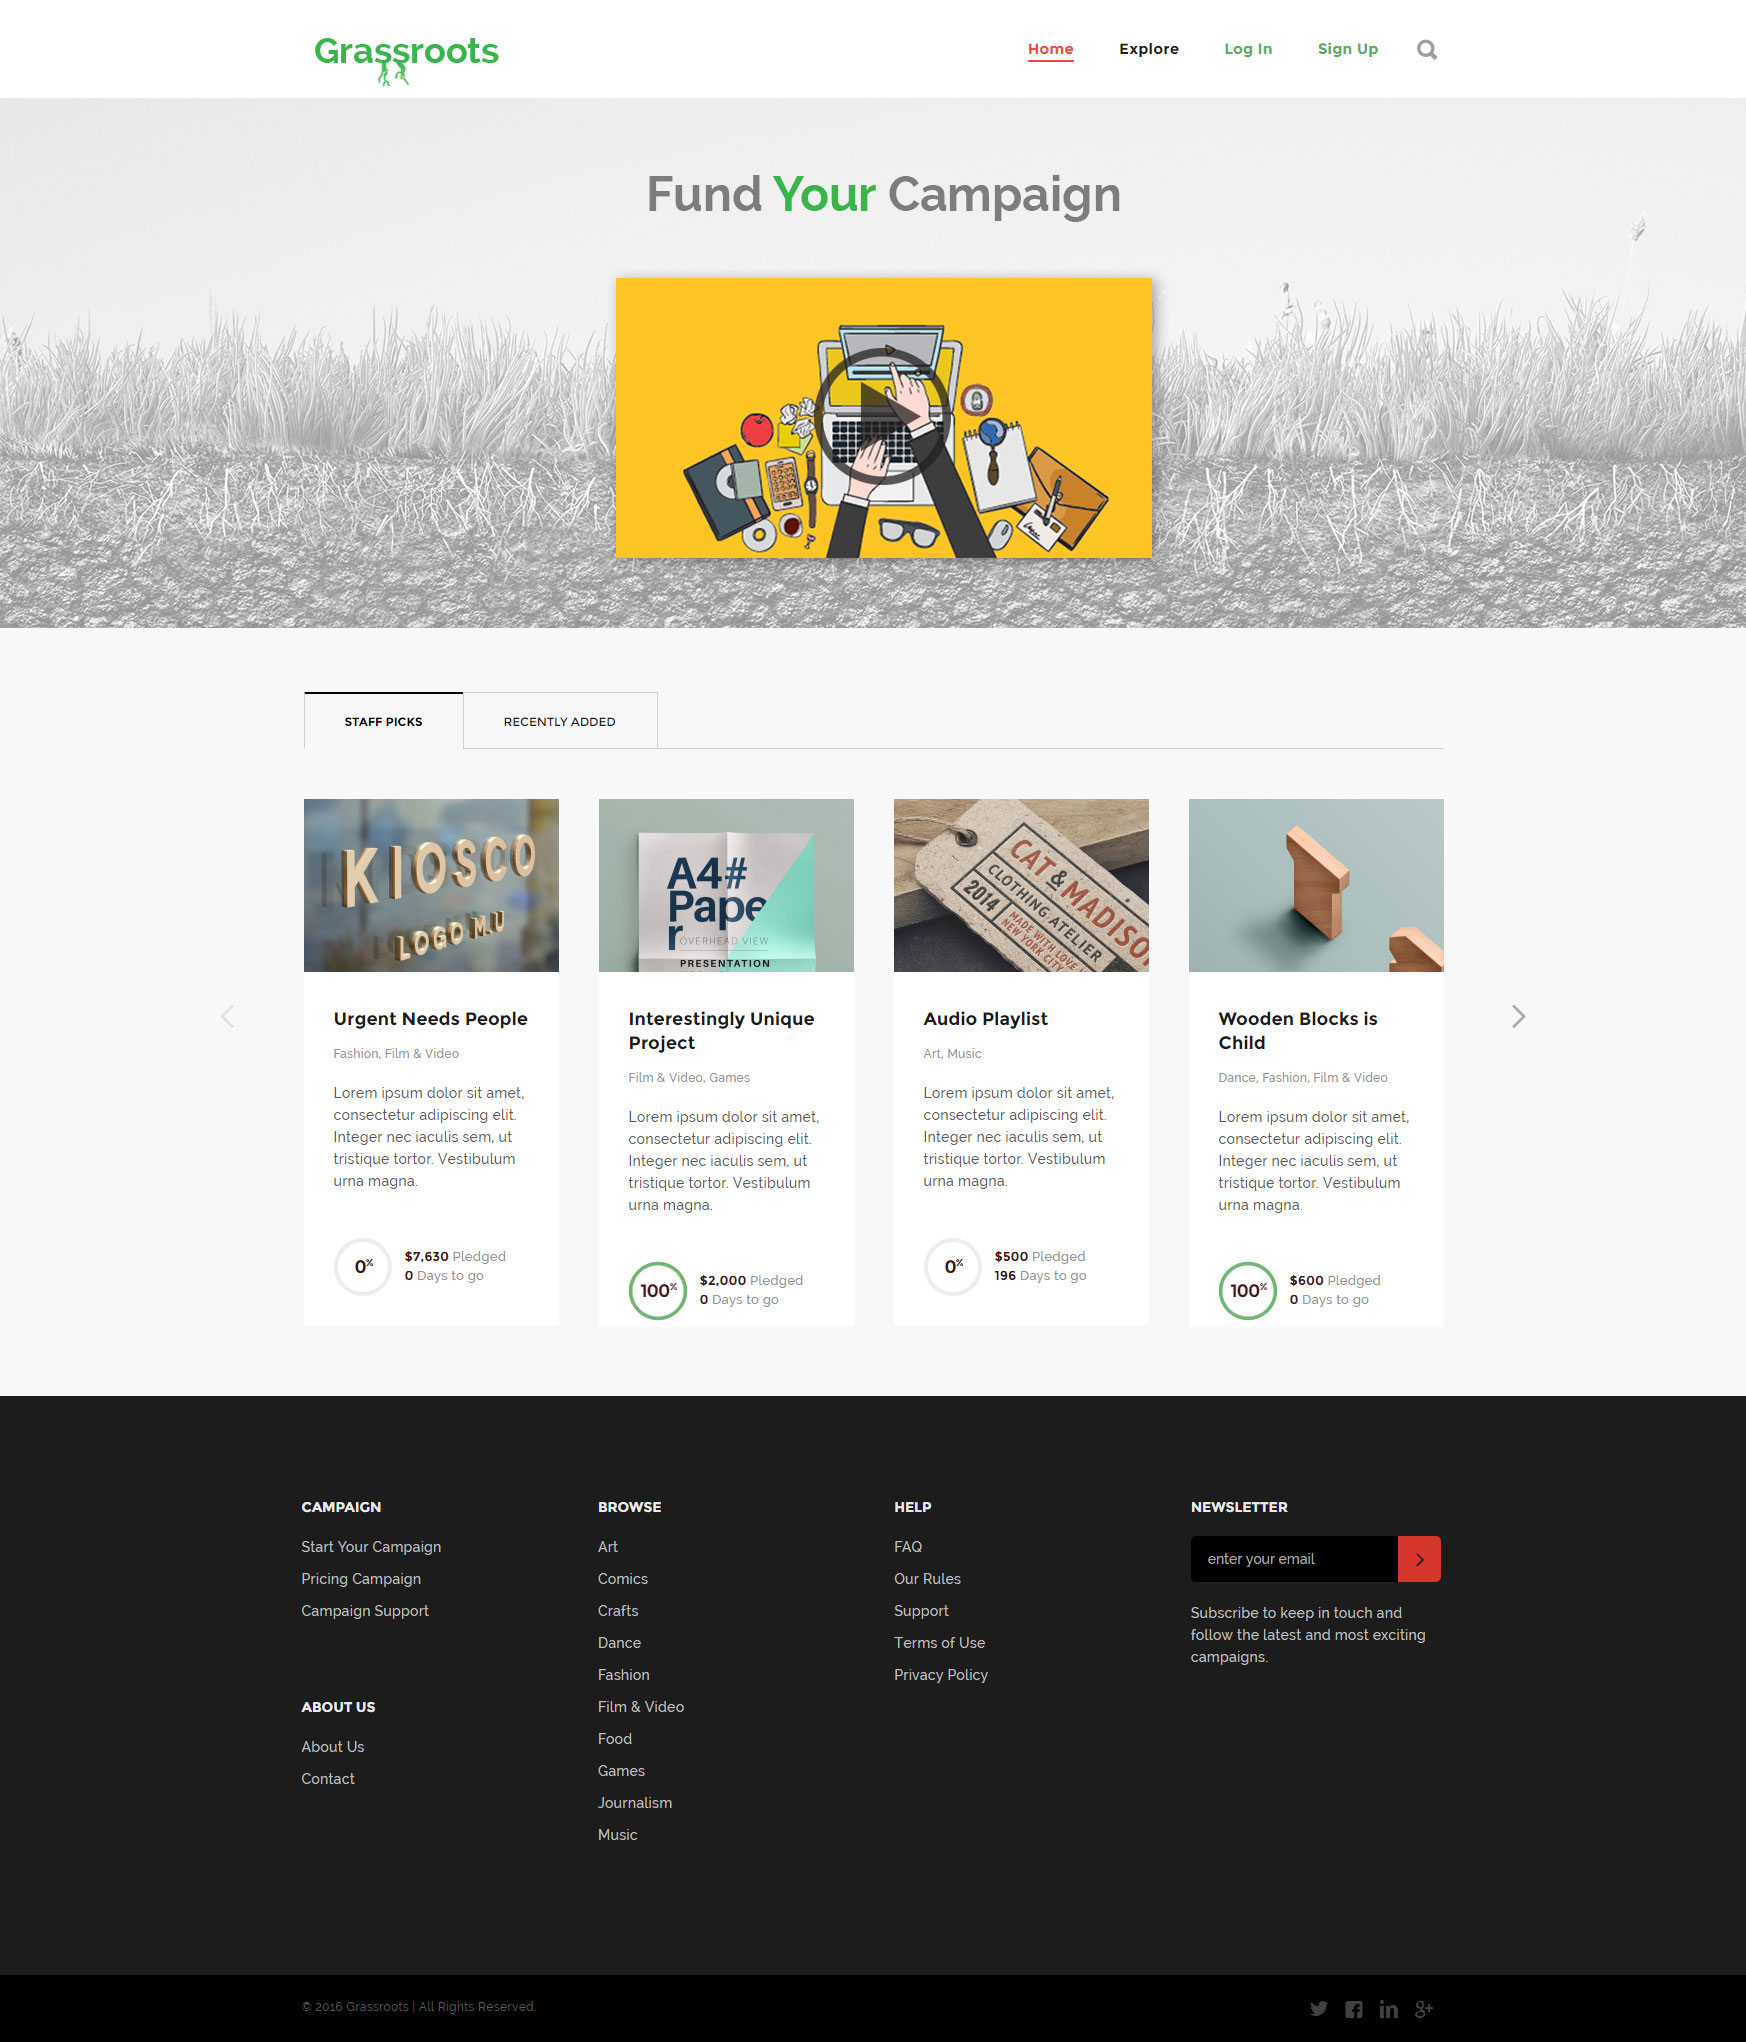 Grassroots
Home
Explore
Log In
Sign Up
Fund Your Campaign
STAFF PICKS
RECENTLY ADDED
KIOSCO
LOGO MU
Urgent Needs People
Fashion, Film & Video
Lorem ipsum dolor sit amet,
consectetur adipiscing elit.
Integer nec iaculis sem, ut
tristique tortor. Vestibulum
urna magna.
0%
$7,630 Pledged
0 Days to go
A4#
Pape
r
OVERHEAD VIEW
PRESENTATION
Interestingly Unique
Project
Film & Video, Games
Lorem ipsum dolor sit amet,
consectetur adipiscing elit.
Integer nec iaculis sem, ut
tristique tortor. Vestibulum
urna magna.
100%
$2,000 Pledged
0 Days to go
CAT & MADISO
CLOTHING ATELIER
2014
MADE WITH LOVE
NEW YORK CITY
Audio Playlist
Art, Music
Lorem ipsum dolor sit amet,
consectetur adipiscing elit.
Integer nec iaculis sem, ut
tristique tortor. Vestibulum
urna magna.
0%
$500 Pledged
196 Days to go
Wooden Blocks is
Child
Dance, Fashion, Film & Video
Lorem ipsum dolor sit amet,
consectetur adipiscing elit.
Integer nec iaculis sem, ut
tristique tortor. Vestibulum
urna magna.
100%
$600 Pledged
0 Days to go
CAMPAIGN
Start Your Campaign
Pricing Campaign
Campaign Support
ABOUT US
About Us
Contact
BROWSE
Art
Comics
Crafts
Dance
Fashion
Film & Video
Food
Games
Journalism
Music
HELP
FAQ
Our Rules
Support
Terms of Use
Privacy Policy
NEWSLETTER
enter your email
Subscribe to keep in touch and
follow the latest and most exciting
campaigns.
© 2016 Grassroots | All Rights Reserved.